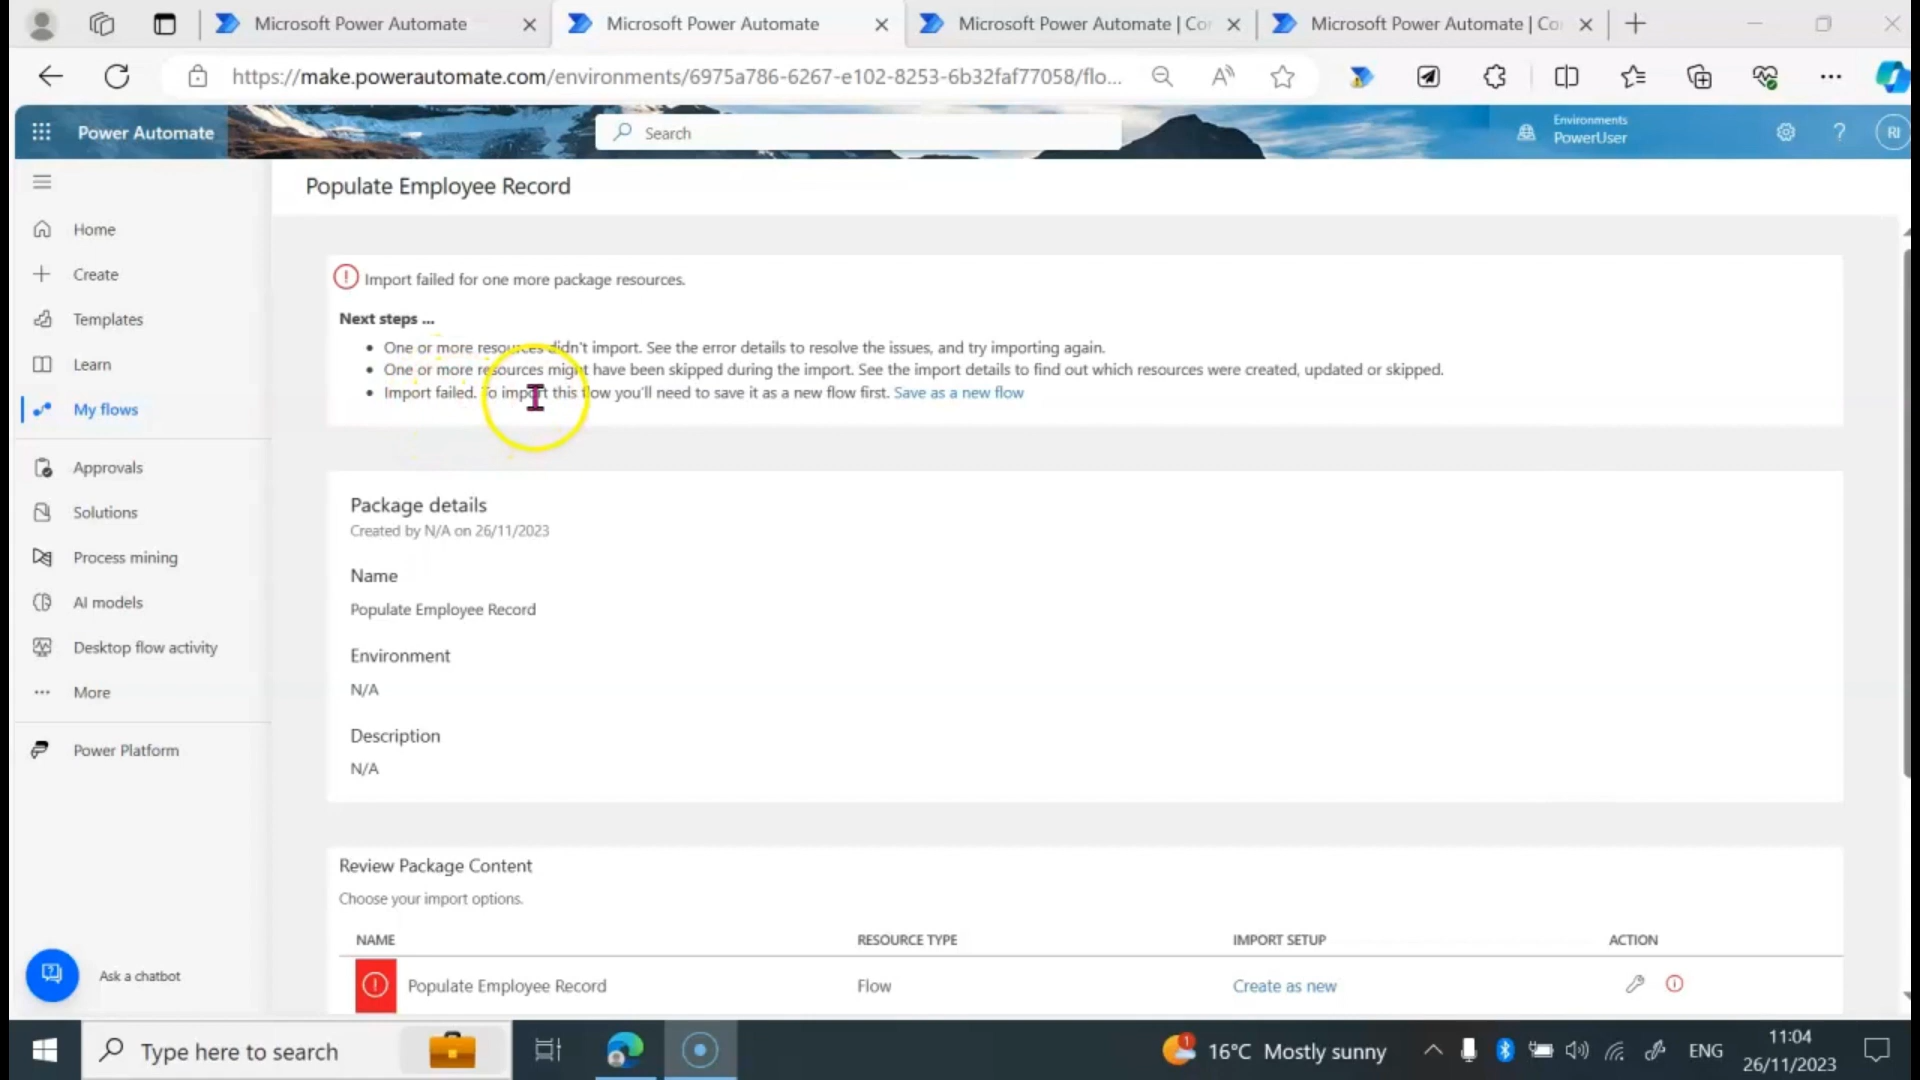 Microsoft Power Automate
Microsoft Power Automate
Microsoft Power Automate | Co
Microsoft Power Automate | Co
https://make.powerautomate.com/environments/6975a786-6267-e102-8253-6b32faf77058/flo...
Power Automate
Search
Environments
PowerUser
RI
Populate Employee Record
Home
Create
Templates
Learn
My flows
Approvals
Solutions
Process mining
AI models
Desktop flow activity
More
Power Platform
Ask a chatbot
Import failed for one more package resources.
Next steps ...
• One or more resources didn't import. See the error details to resolve the issues, and try importing again.
• One or more resources might have been skipped during the import. See the import details to find out which resources were created, updated or skipped.
• Import failed. To import this flow you'll need to save it as a new flow first. Save as a new flow
Package details
Created by N/A on 26/11/2023
Name
Populate Employee Record
Environment
N/A
Description
N/A
Review Package Content
Choose your import options.
NAME RESOURCE TYPE IMPORT SETUP ACTION
Populate Employee Record Flow Create as new
Type here to search
1
16°C Mostly sunny
ENG
11:04
26/11/2023